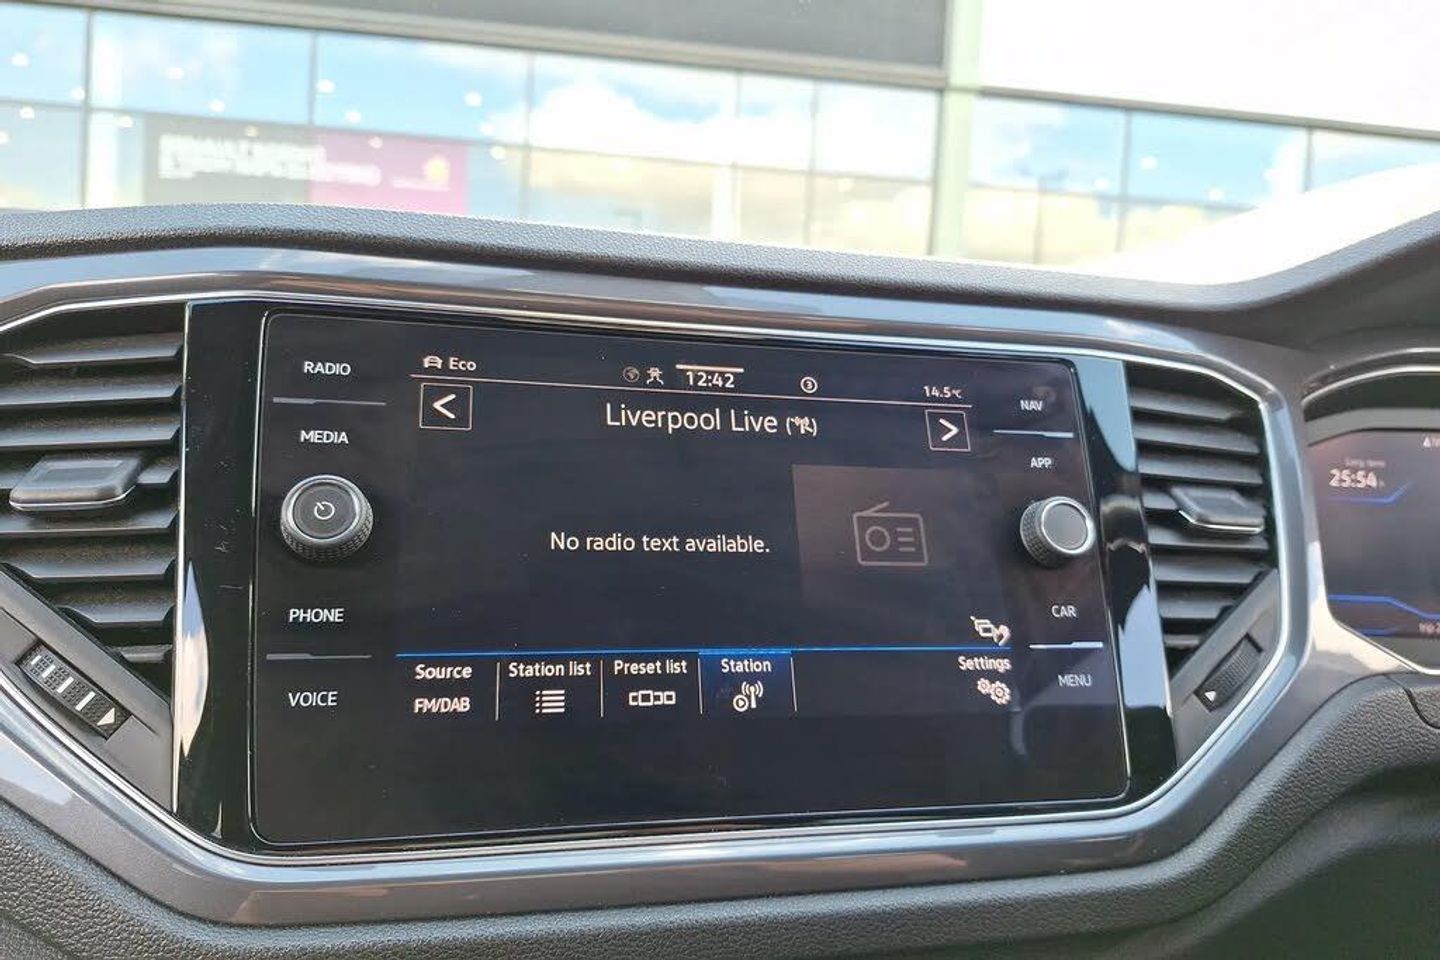 RADIO
MEDIA
PHONE
VOICE
Eco
12:42
3
14.5°C
Liverpool Live
No radio text available.
Source
FM/DAB
Station list
Preset list
Station
Settings
NAV
APP
CAR
MENU
25:54